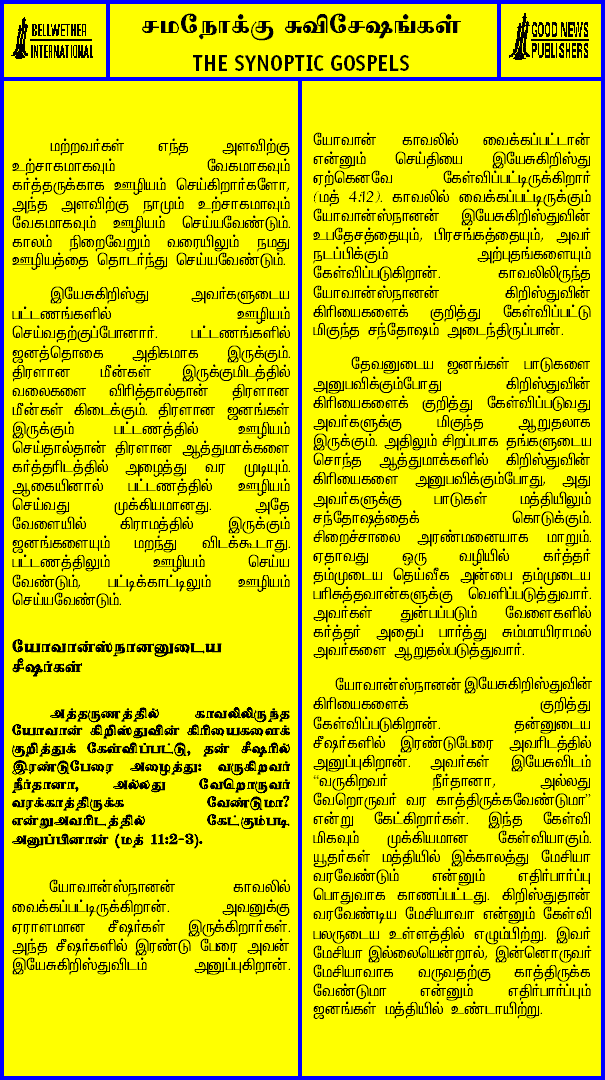 BELLWETHER
INTERNATIONAL
சமநோக்கு சுவிசேஷங்கள்
THE SYNOPTIC GOSPELS
GOOD NEWS
PUBLISHERS
மற்றவர்கள் எந்த அளவிற்கு
உற்சாகமாகவும் வேகமாகவும்
கர்த்தருக்காக ஊழியம் செய்கிறார்களோ,
அந்த அளவிற்கு நாமும் உற்சாகமாவும்
வேகமாகவும் ஊழியம் செய்யவேண்டும்.
காலம் நிறைவேறும் வரையிலும் நமது
ஊழியத்தை தொடர்ந்து செய்யவேண்டும்.
இயேசுகிறிஸ்து அவர்களுடைய
பட்டணங்களில் ஊழியம்
செய்வதற்குப்போனார். பட்டணங்களில்
ஜனத்தொகை அதிகமாக இருக்கும்.
திரளான மீன்கள் இருக்குமிடத்தில்
வலைகளை விரித்தால்தான் திரளான
மீன்கள் கிடைக்கும். திரளான ஜனங்கள்
இருக்கும் பட்டணத்தில் ஊழியம்
செய்தால்தான் திரளான ஆத்துமாக்களை
கர்த்தரிடத்தில் அழைத்து வர முடியும்.
ஆகையினால் பட்டணத்தில் ஊழியம்
செய்வது முக்கியமானது. அதே
வேளையில் கிராமத்தில் இருக்கும்
ஜனங்களையும் மறந்து விடக்கூடாது.
பட்டணத்திலும் ஊழியம் செய்ய
வேண்டும், பட்டிக்காட்டிலும் ஊழியம்
செய்யவேண்டும்.
யோவான்ஸ்நானனுடைய
சீஷர்கள்
அத்தருணத்தில் காவலிலிருந்த
யோவான் கிறிஸ்துவின் கிரியைகளைக்
குறித்துக் கேள்விப்பட்டு, தன் சீஷரில்
இரண்டுபேரை அழைத்து: வருகிறவர்
நீர்தானா, அல்லது வேறொருவர்
வரக்காத்திருக்க வேண்டுமா?
என்றுஅவரிடத்தில் கேட்கும்படி
அனுப்பினான் (மத் 11:2-3).
யோவான்ஸ்நானன் காவலில்
வைக்கப்பட்டிருக்கிறான். அவனுக்கு
ஏராளமான சீஷர்கள் இருக்கிறார்கள்.
அந்த சீஷர்களில் இரண்டு பேரை அவன்
இயேசுகிறிஸ்துவிடம் அனுப்புகிறான்.
யோவான் காவலில் வைக்கப்பட்டான்
என்னும் செய்தியை இயேசுகிறிஸ்து
ஏற்கெனவே கேள்விப்பட்டிருக்கிறார்
(மத் 4:12). காவலில் வைக்கப்பட்டிருக்கும்
யோவான்ஸ்நானன் இயேசுகிறிஸ்துவின்
உபதேசத்தையும், பிரசங்கத்தையும், அவர்
நடப்பிக்கும் அற்புதங்களையும்
கேள்விப்படுகிறான். காவலிலிருந்த
யோவான்ஸ்நானன் கிறிஸ்துவின்
கிரியைகளைக் குறித்து கேள்விப்பட்டு
மிகுந்த சந்தோஷம் அடைந்திருப்பான்.
தேவனுடைய ஜனங்கள் பாடுகளை
அனுபவிக்கும்போது கிறிஸ்துவின்
கிரியைகளைக் குறித்து கேள்விப்படுவது
அவர்களுக்கு மிகுந்த ஆறுதலாக
இருக்கும். அதிலும் சிறப்பாக தங்களுடைய
சொந்த ஆத்துமாக்களில் கிறிஸ்துவின்
கிரியைகளை அனுபவிக்கும்போது, அது
அவர்களுக்கு பாடுகள் மத்தியிலும்
சந்தோஷத்தைக் கொடுக்கும்.
சிறைச்சாலை அரண்மனையாக மாறும்.
ஏதாவது ஒரு வழியில் கர்த்தர்
தம்முடைய தெய்வீக அன்பை தம்முடைய
பரிசுத்தவான்களுக்கு வெளிப்படுத்துவார்.
அவர்கள் துன்பப்படும் வேளைகளில்
கர்த்தர் அதைப் பார்த்து சும்மாயிராமல்
அவர்களை ஆறுதல்படுத்துவார்.
யோவான்ஸ்நானன் இயேசுகிறிஸ்துவின்
கிரியைகளைக் குறித்து
கேள்விப்படுகிறான். தன்னுடைய
சீஷர்களில் இரண்டுபேரை அவரிடத்தில்
அனுப்புகிறான். அவர்கள் இயேசுவிடம்
“வருகிறவர் நீர்தானா, அல்லது
வேறொருவர் வர காத்திருக்கவேண்டுமா”
என்று கேட்கிறார்கள். இந்த கேள்வி
மிகவும் முக்கியமான கேள்வியாகும்.
யூதர்கள் மத்தியில் இக்காலத்து மேசியா
வரவேண்டும் என்னும் எதிர்பார்ப்பு
பொதுவாக காணப்பட்டது. கிறிஸ்துதான்
வரவேண்டிய மேசியாவா என்னும் கேள்வி
பலருடைய உள்ளத்தில் எழும்பிற்று. இவர்
மேசியா இல்லையென்றால், இன்னொருவர்
மேசியாவாக வருவதற்கு காத்திருக்க
வேண்டுமா என்னும் எதிர்பார்ப்பும்
ஜனங்கள் மத்தியில் உண்டாயிற்று.